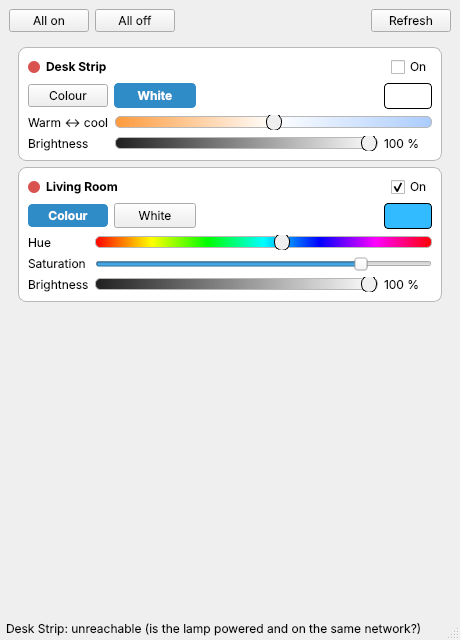 All on All off Refresh
Desk Strip On
Colour White
Warm ↔ cool
Brightness 100 %
Living Room On
Colour White
Hue
Saturation
Brightness 100 %
Desk Strip: unreachable (is the lamp powered and on the same network?)